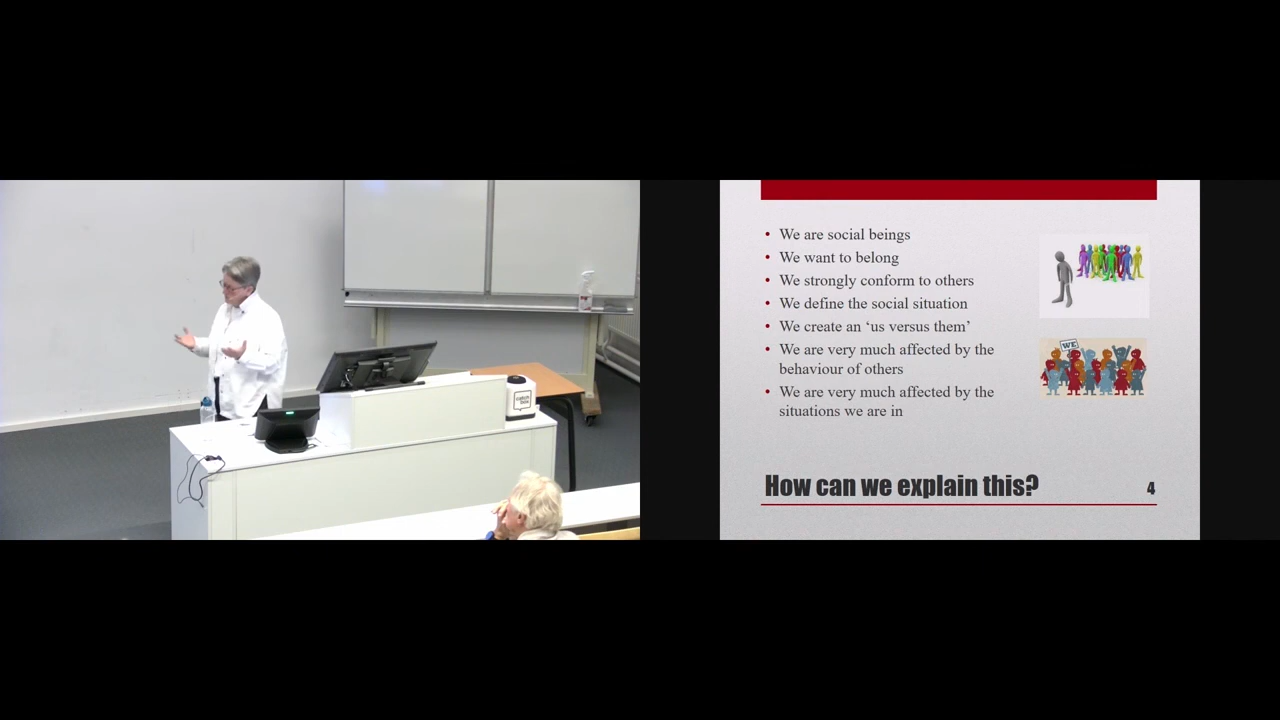 • We are social beings
• We want to belong
• We strongly conform to others
• We define the social situation
• We create an ‘us versus them’
• We are very much affected by the
behaviour of others
• We are very much affected by the
situations we are in
WE
How can we explain this?
4